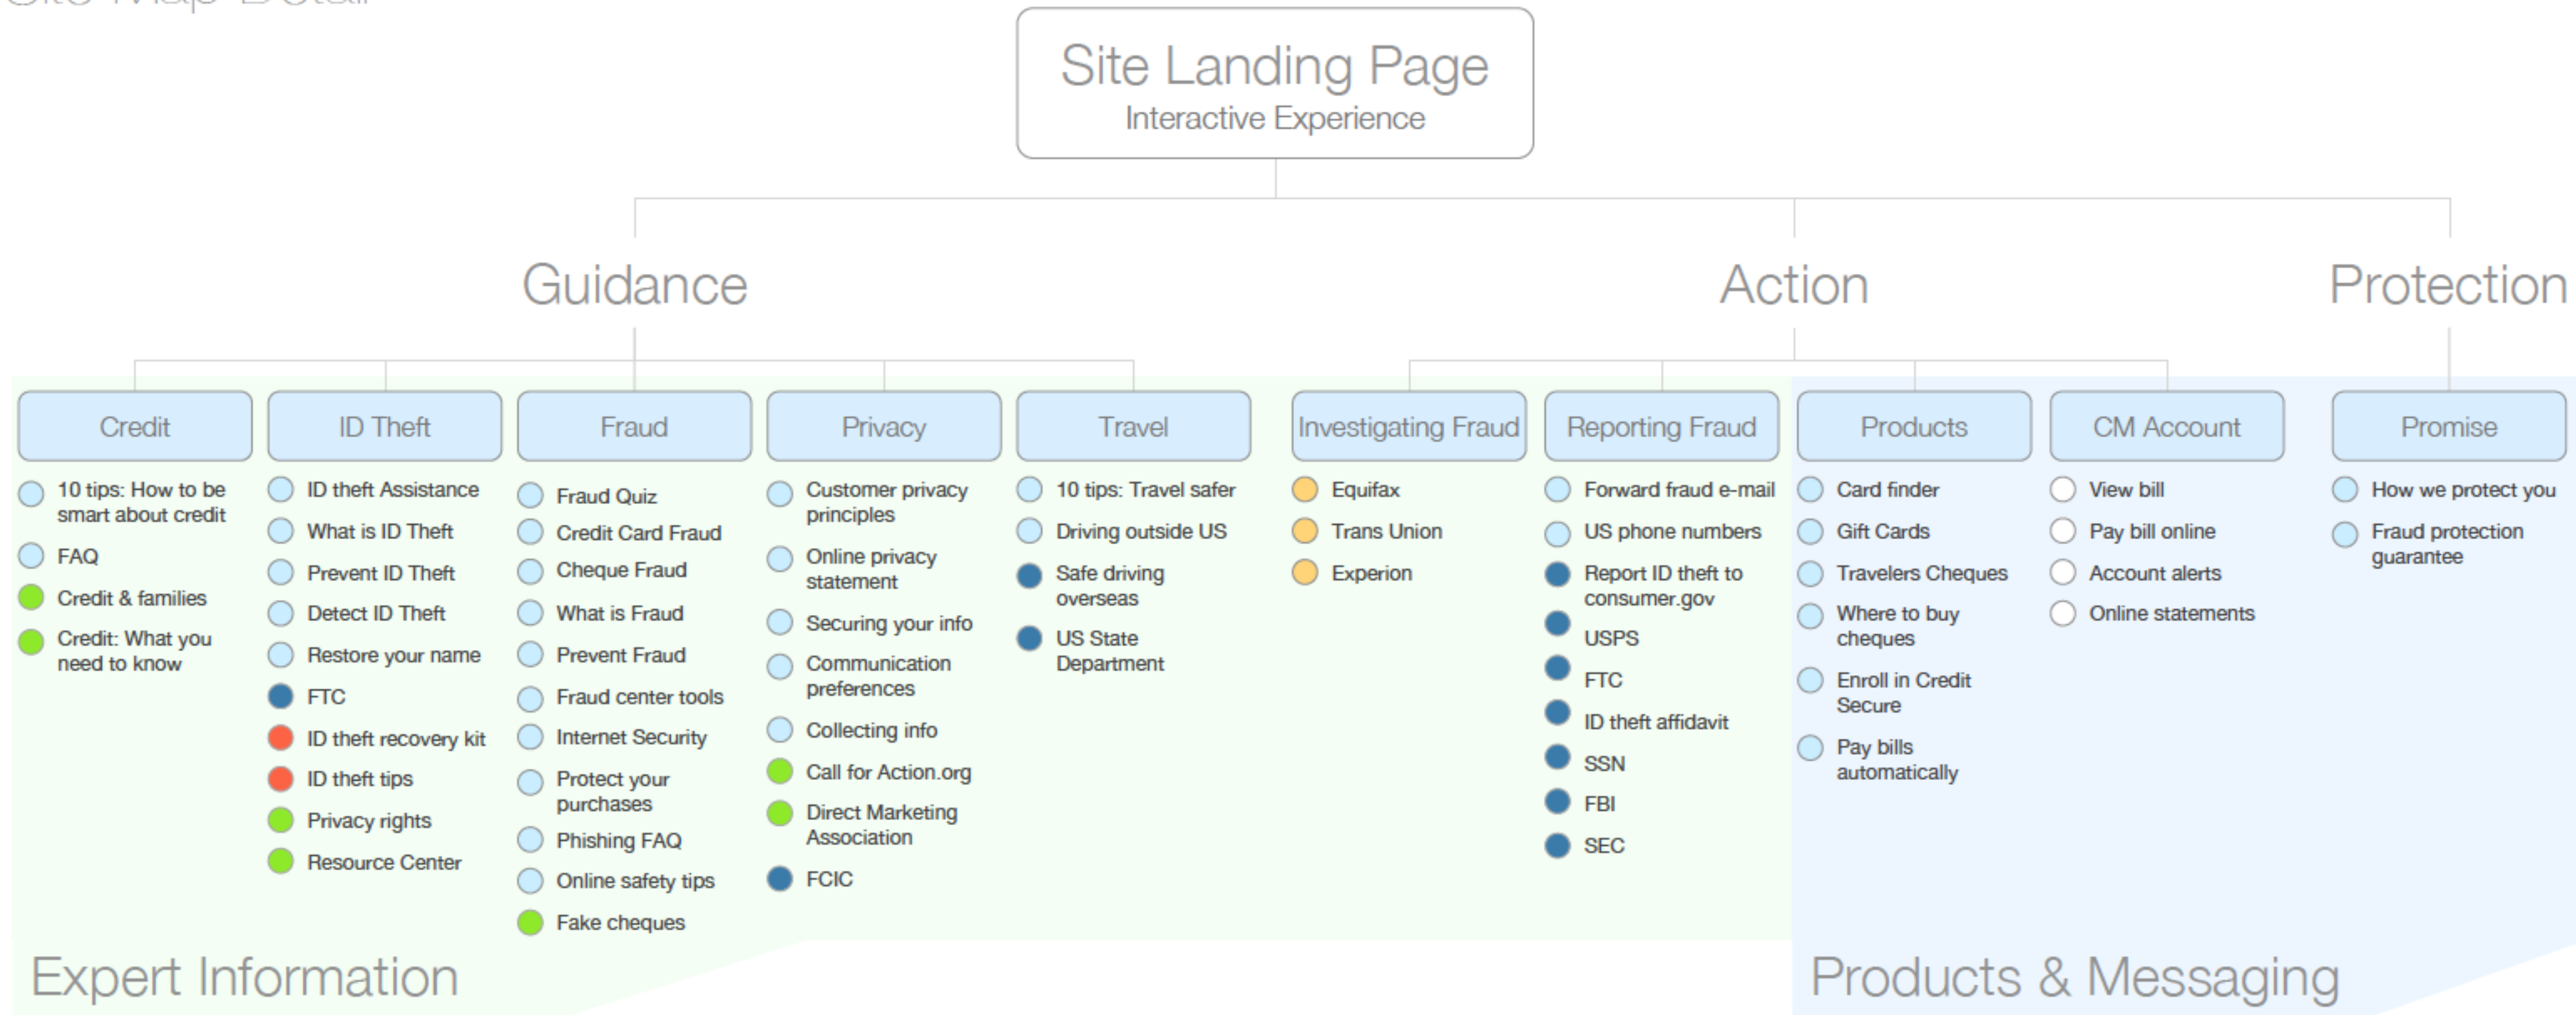 Site Map Detail
Site Landing Page
Interactive Experience
Guidance
Action
Protection
Credit
10 tips: How to be
smart about credit
FAQ
Credit & families
Credit: What you
need to know
ID Theft
ID theft Assistance
What is ID Theft
Prevent ID Theft
Detect ID Theft
Restore your name
FTC
ID theft recovery kit
ID theft tips
Privacy rights
Resource Center
Fraud
Fraud Quiz
Credit Card Fraud
Cheque Fraud
What is Fraud
Prevent Fraud
Fraud center tools
Internet Security
Protect your
purchases
Phishing FAQ
Online safety tips
Fake cheques
Privacy
Customer privacy
principles
Online privacy
statement
Securing your info
Communication
preferences
Collecting info
Call for Action.org
Direct Marketing
Association
FCIC
Travel
10 tips: Travel safer
Driving outside US
Safe driving
overseas
US State
Department
Investigating Fraud
Equifax
Trans Union
Experion
Reporting Fraud
Forward fraud e-mail
US phone numbers
Report ID theft to
consumer.gov
USPS
FTC
ID theft affidavit
SSN
FBI
SEC
Products
Card finder
Gift Cards
Travelers Cheques
Where to buy
cheques
Enroll in Credit
Secure
Pay bills
automatically
CM Account
View bill
Pay bill online
Account alerts
Online statements
Promise
How we protect you
Fraud protection
guarantee
Expert Information
Products & Messaging